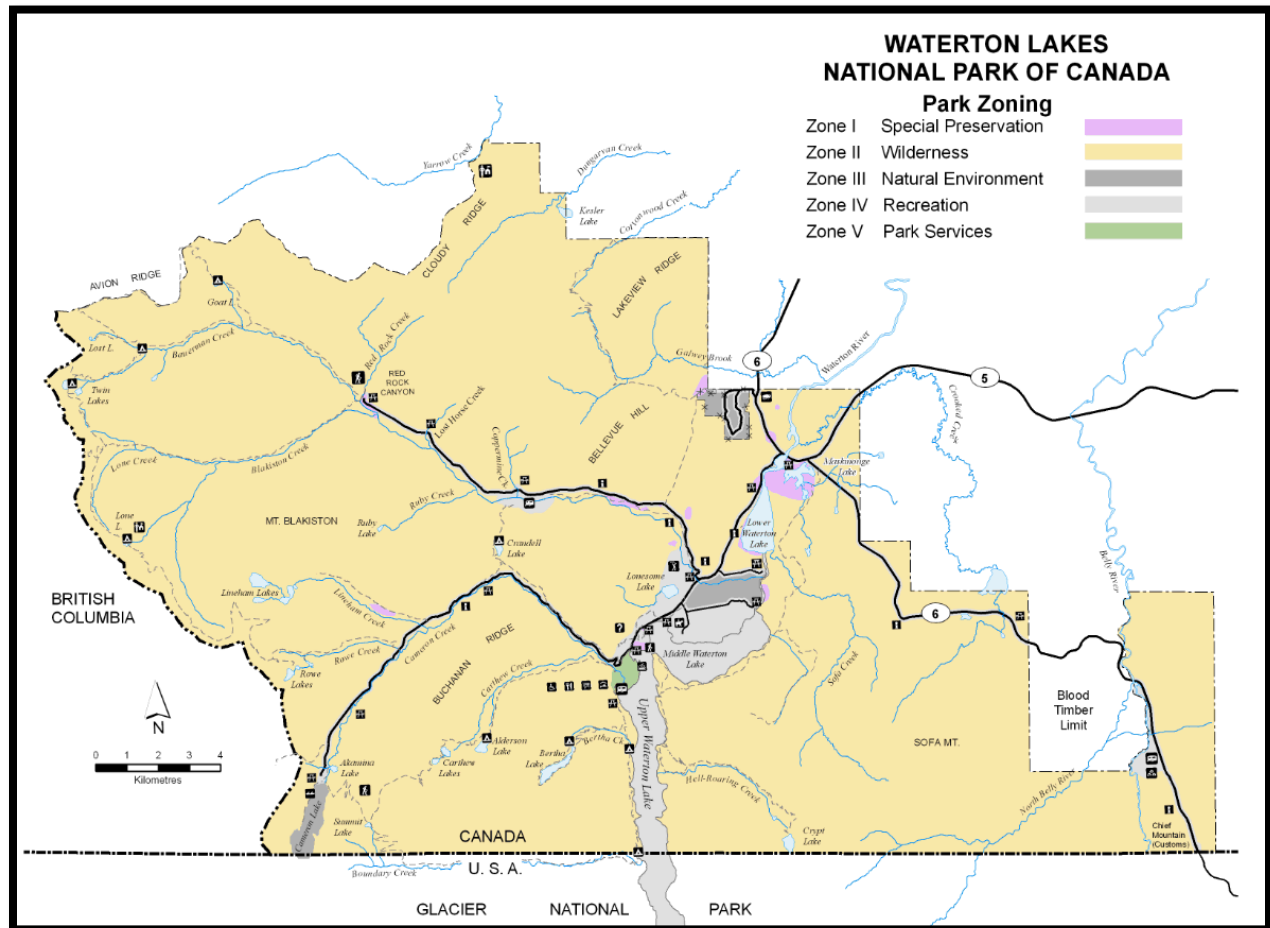 WATERTON LAKES
NATIONAL PARK OF CANADA
Park Zoning
Zone I Special Preservation
Zone II Wilderness
Zone III Natural Environment
Zone IV Recreation
Zone V Park Services
Yarrow Creek
Dungarvan Creek
Kesler
Lake
Cottonwood Creek
CLOUDY RIDGE
LAKEVIEW RIDGE
AVION RIDGE
Goat L.
Lost L.
Bauerman Creek
Twin
Lakes
Red Rock Creek
RED
ROCK
CANYON
Lost Horse Creek
Galwey Brook
Waterton River
6
5
Crooked Creek
BELLEVUE HILL
Coppermine Ck.
Lone Creek
Blakiston Creek
Maskinonge
Lake
Ruby Creek
MT. BLAKISTON
Ruby
Lake
Lone
L.
Crandell
Lake
Lower
Waterton
Lake
Lonesome
Lake
Belly River
BRITISH
COLUMBIA
Lineham Lakes
Lineham Creek
6
Rowe Creek
Cameron Creek
BUCHANAN RIDGE
?
Middle Waterton
Lake
Carthew Creek
Sofa Creek
Rowe
Lakes
N
Blood
Timber
Limit
Upper Waterton Lake
SOFA MT.
Alderson
Lake
Bertha Ck.
Bertha
Lake
Carthew
Lakes
0 1 2 3 4
Kilometres
Akamina
Lake
Hell-Roaring Creek
North Belly River
Cameron Lake
Crypt
Lake
Chief
Mountain
(Customs)
CANADA
U. S. A.
Boundary Creek
GLACIER NATIONAL PARK